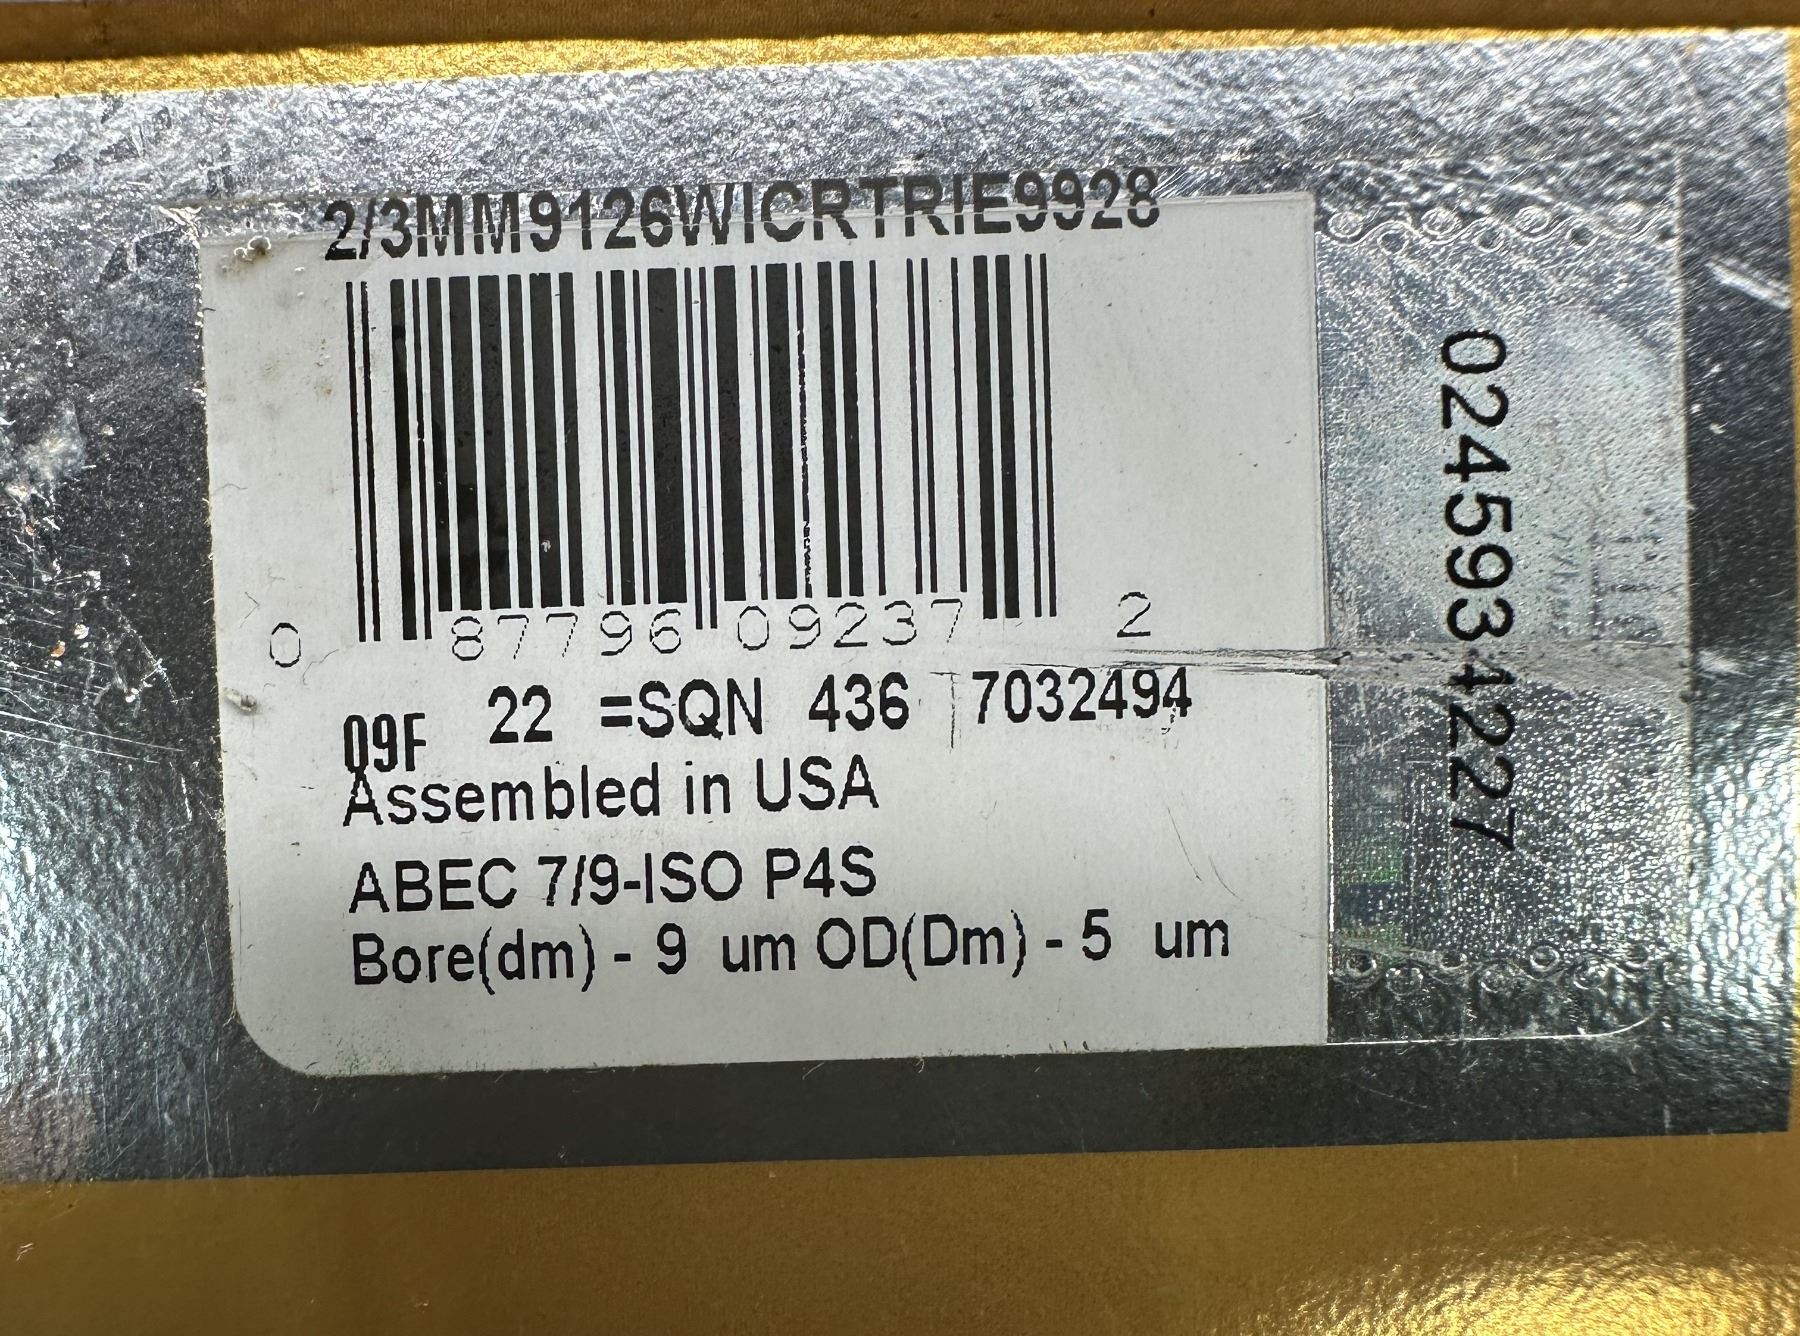 2/3MM9126WICRTRIE9928
0 87796 09237 2
09F 22 =SQN 436 7032494
Assembled in USA
ABEC 7/9-ISO P4S
Bore(dm) - 9 um OD(Dm) - 5 um
0245934227